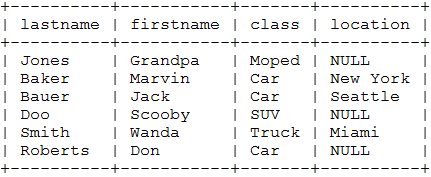 +----------+-----------+-------+----------+
| lastname | firstname | class | location |
+----------+-----------+-------+----------+
| Jones    | Grandpa   | Moped | NULL     |
| Baker    | Marvin    | Car   | New York |
| Bauer    | Jack      | Car   | Seattle  |
| Doo      | Scooby    | SUV   | NULL     |
| Smith    | Wanda     | Truck | Miami    |
| Roberts  | Don       | Car   | NULL     |
+----------+-----------+-------+----------+